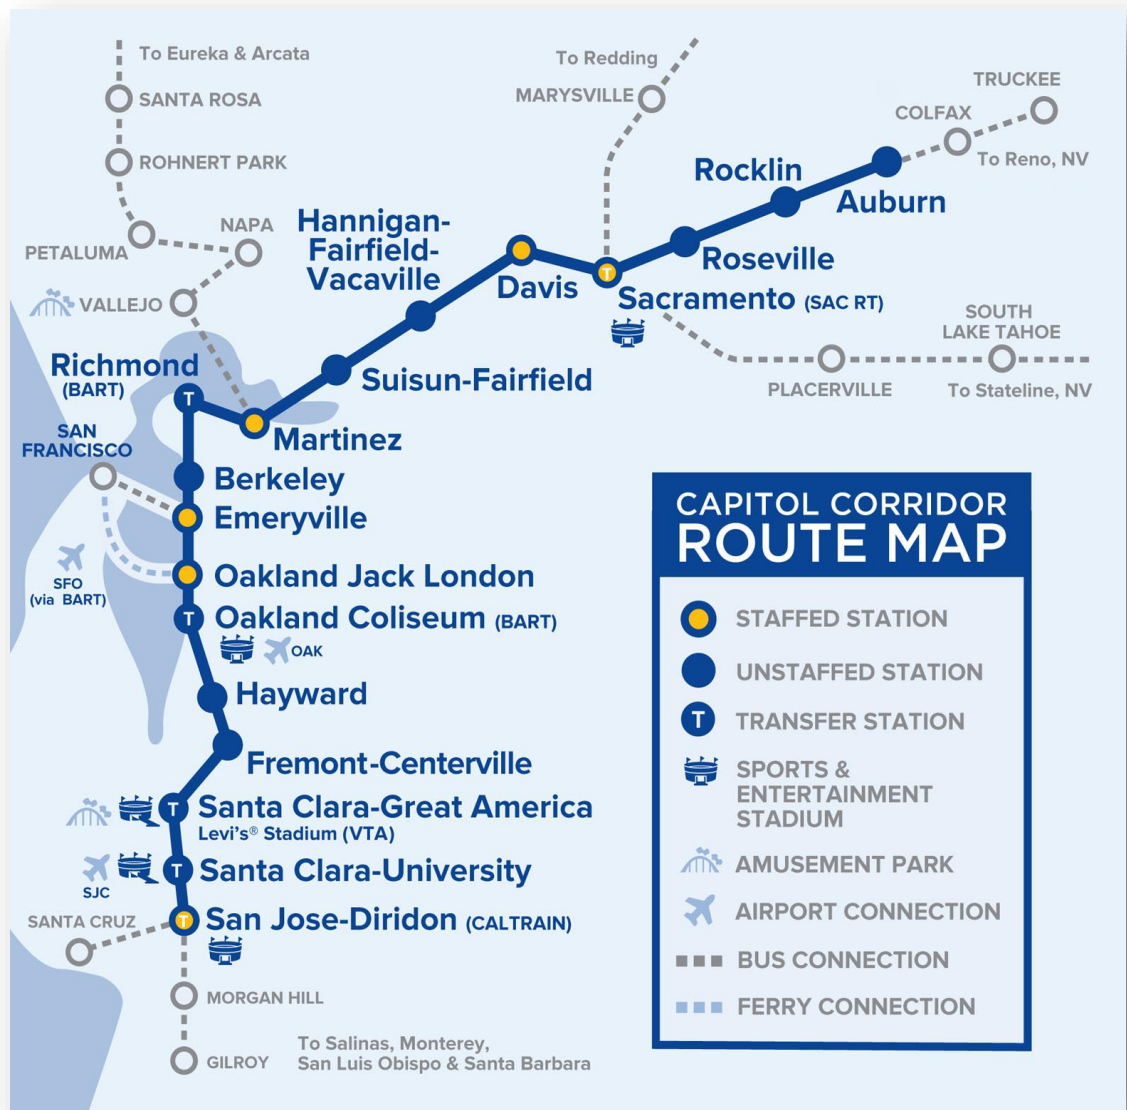 To Eureka & Arcata
SANTA ROSA
ROHNERT PARK
PETALUMA
NAPA
VALLEJO
To Redding
MARYSVILLE
TRUCKEE
COLFAX
To Reno, NV
Rocklin
Auburn
Roseville
Hannigan-
Fairfield-
Vacaville
Davis
T
Sacramento (SAC RT)
SOUTH
LAKE TAHOE
PLACERVILLE
To Stateline, NV
Suisun-Fairfield
Richmond
(BART)
T
Martinez
SAN
FRANCISCO
Berkeley
Emeryville
SFO
(via BART)
Oakland Jack London
T
Oakland Coliseum (BART)
OAK
Hayward
Fremont-Centerville
T
Santa Clara-Great America
Levi's® Stadium (VTA)
T
Santa Clara-University
SJC
SANTA CRUZ
T
San Jose-Diridon (CALTRAIN)
MORGAN HILL
GILROY
To Salinas, Monterey,
San Luis Obispo & Santa Barbara
CAPITOL CORRIDOR
ROUTE MAP
STAFFED STATION
UNSTAFFED STATION
T
TRANSFER STATION
SPORTS &
ENTERTAINMENT
STADIUM
AMUSEMENT PARK
AIRPORT CONNECTION
BUS CONNECTION
FERRY CONNECTION